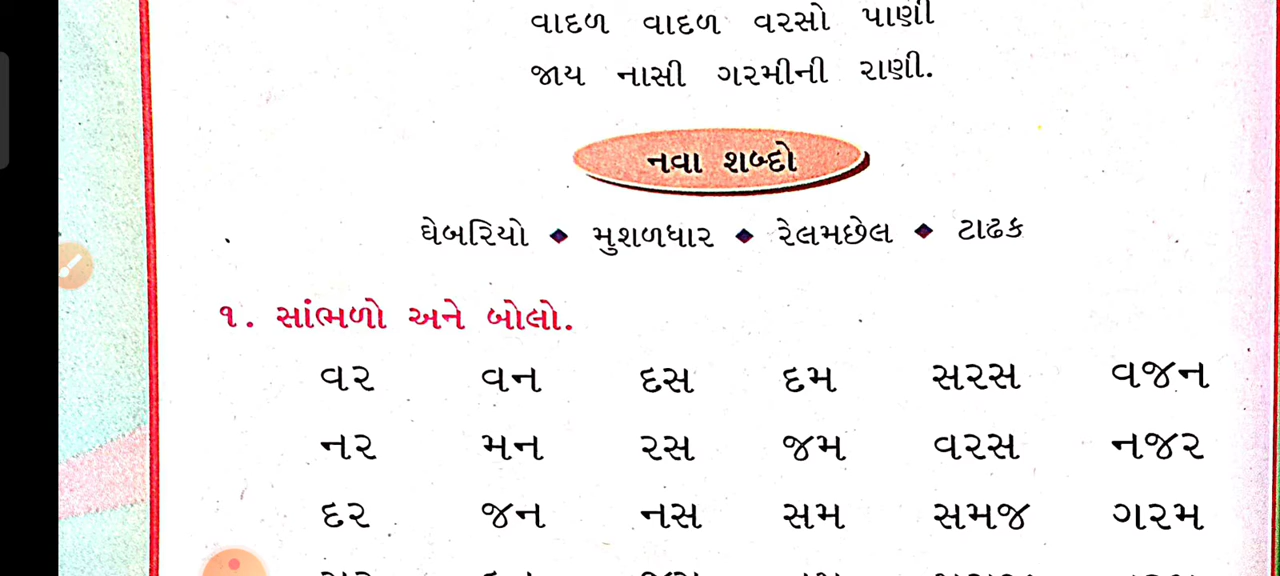 વાદળ વાદળ વરસો પાણી
જાય નાસી ગરમીની રાણી.
નવા શબ્દો
ઘેબરિયો ◆ મુશળધાર ◆ રેલમછેલ ◆ ટાઢક
૧. સાંભળો અને બોલો.
વર વન દસ દમ સરસ વજન
નર મન રસ જમ વરસ નજર
દર જન નસ સમ સમજ ગરમ